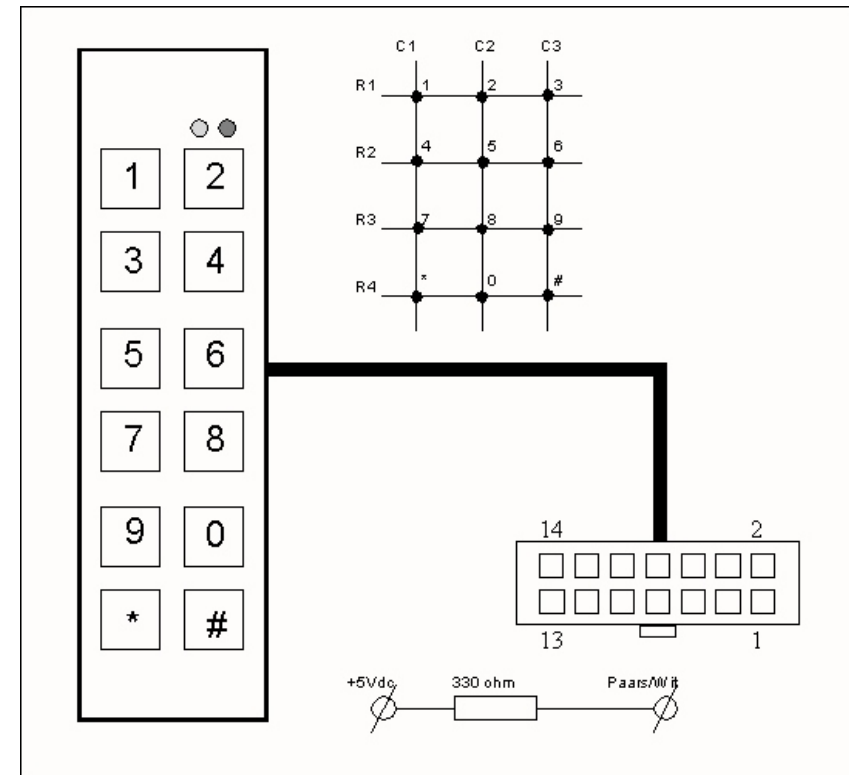 1 2
3 4
5 6
7 8
9 0
* #
C1 C2 C3
R1 1 2 3
R2 4 5 6
R3 7 8 9
R4 * 0 #
14 2
13 1
+5Vdc 330 ohm Paars/Wit